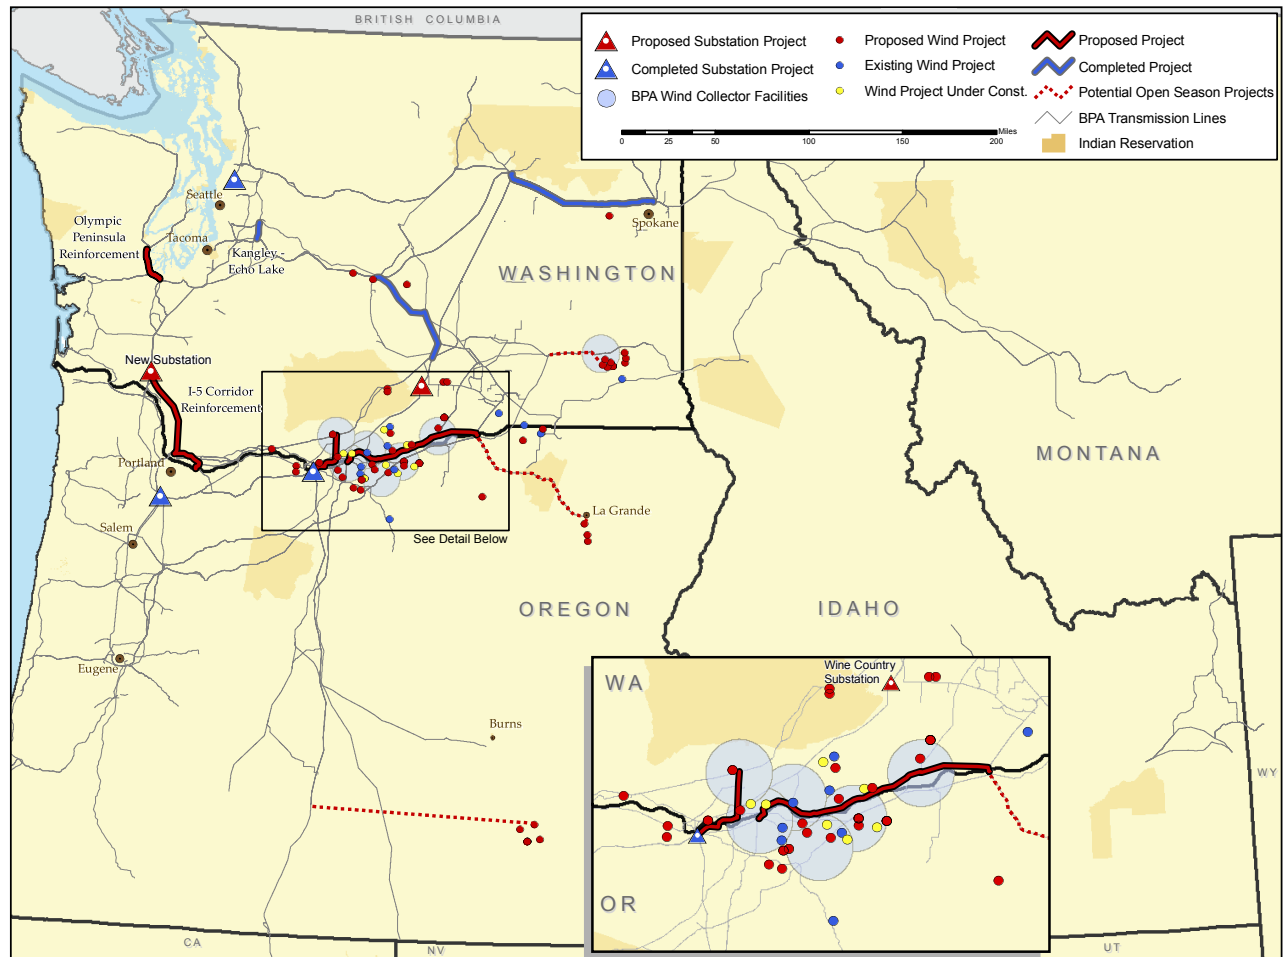 BRITISH COLUMBIA
Proposed Substation Project
Completed Substation Project
BPA Wind Collector Facilities
Proposed Wind Project
Existing Wind Project
Wind Project Under Const.
Proposed Project
Completed Project
Potential Open Season Projects
BPA Transmission Lines
Indian Reservation
Miles
0 25 50 100 150 200
Seattle
Spokane
Olympic
Peninsula
Reinforcement
Tacoma
Kangley -
Echo Lake
WASHINGTON
New Substation
I-5 Corridor
Reinforcement
MONTANA
Portland
La Grande
Salem
See Detail Below
OREGON
IDAHO
Eugene
Wine Country
Substation
WA
Burns
WY
OR
CA
NV
UT